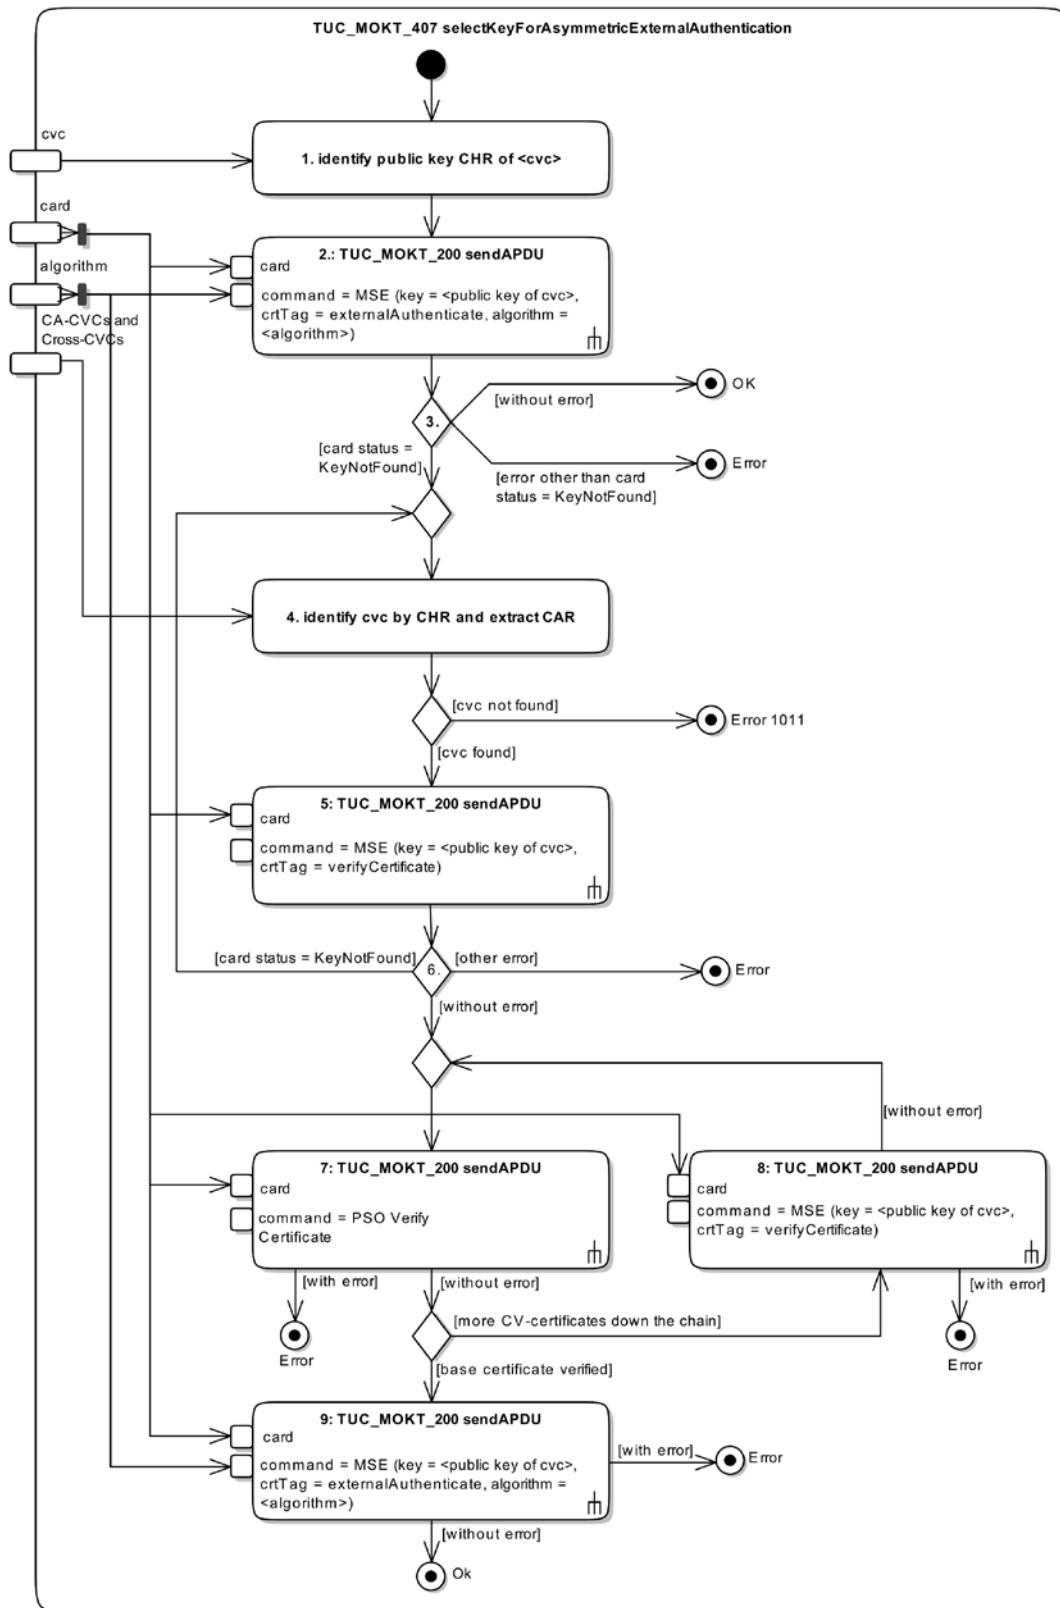 TUC_MOKT_407 selectKeyForAsymmetricExternalAuthentication
cvc
1. identify public key CHR of <cvc>
card
2.: TUC_MOKT_200 sendAPDU
card
algorithm
command = MSE (key = <public key of cvc>,
crtTag = externalAuthenticate, algorithm =
<algorithm>)
CA-CVCs and
Cross-CVCs
OK
[without error]
3.
[card status =
KeyNotFound]
Error
[error other than card
status = KeyNotFound]
4. identify cvc by CHR and extract CAR
[cvc not found]
Error 1011
[cvc found]
5: TUC_MOKT_200 sendAPDU
card
command = MSE (key = <public key of cvc>,
crtTag = verifyCertificate)
[card status = KeyNotFound]
6.
[other error]
Error
[without error]
[without error]
7: TUC_MOKT_200 sendAPDU
card
command = PSO Verify
Certificate
8: TUC_MOKT_200 sendAPDU
card
command = MSE (key = <public key of cvc>,
crtTag = verifyCertificate)
[with error]
[without error]
[with error]
[more CV-certificates down the chain]
Error
Error
[base certificate verified]
9: TUC_MOKT_200 sendAPDU
card
command = MSE (key = <public key of cvc>,
crtTag = externalAuthenticate, algorithm =
<algorithm>)
[with error]
Error
[without error]
Ok